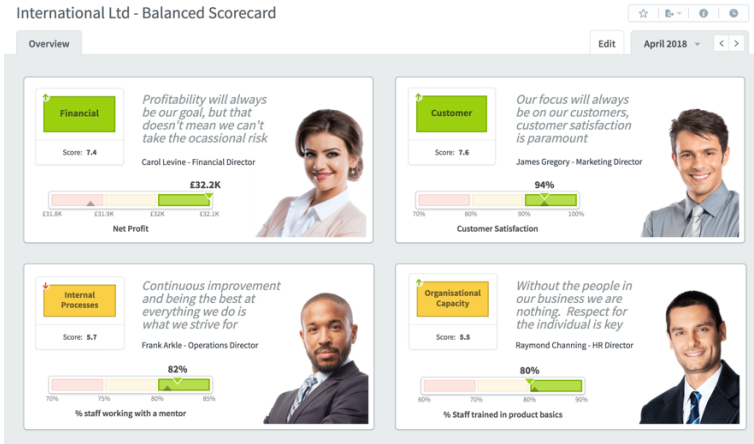 International Ltd - Balanced Scorecard
Overview
Edit
April 2018
Financial
Score: 7.4
Profitability will always
be our goal, but that
doesn't mean we can't
take the ocassional risk
Carol Levine - Financial Director
£32.2K
£31.8K £31.9K £32K £32.1K
Net Profit
Customer
Score: 7.6
Our focus will always
be on our customers,
customer satisfaction
is paramount
James Gregory - Marketing Director
94%
70% 80% 90% 100%
Customer Satisfaction
Internal
Processes
Score: 5.7
Continuous improvement
and being the best at
everything we do is
what we strive for
Frank Arkle - Operations Director
82%
70% 75% 80% 85%
% staff working with a mentor
Organisational
Capacity
Score: 5.5
Without the people in
our business we are
nothing. Respect for
the individual is key
Raymond Channing - HR Director
80%
60% 70% 80% 90%
% Staff trained in product basics